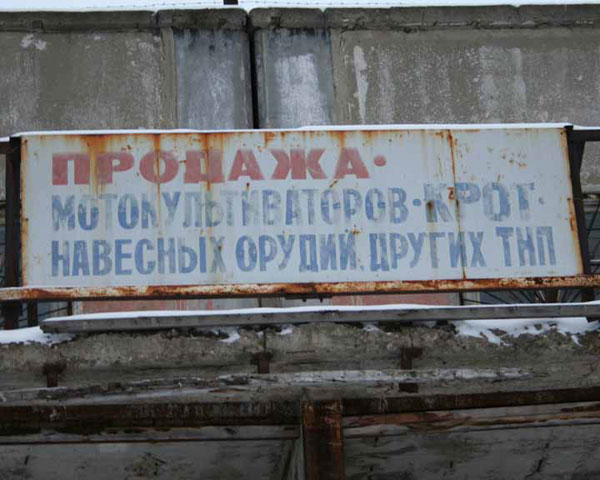 ПРОДАЖА·
МОТОКУЛЬТИВАТОРОВ·КРОТ·
НАВЕСНЫХ ОРУДИЙ, ДРУГИХ ТНП